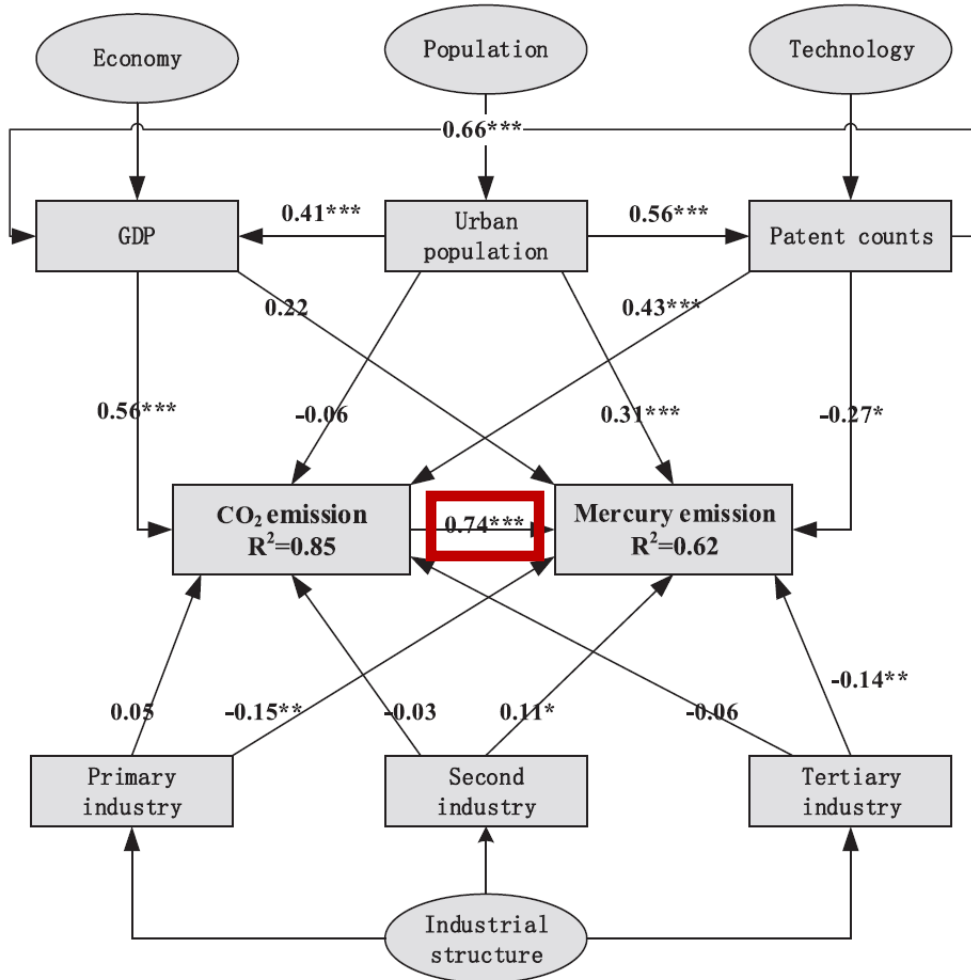 Economy
Population
Technology
0.66***
GDP
0.41***
Urban
population
0.56***
Patent counts
0.22
0.43***
0.56***
-0.06
0.31***
-0.27*
CO₂ emission
R²=0.85
0.74***
Mercury emission
R²=0.62
0.05
-0.15**
-0.03
0.11*
-0.06
-0.14**
Primary
industry
Second
industry
Tertiary
industry
Industrial
structure